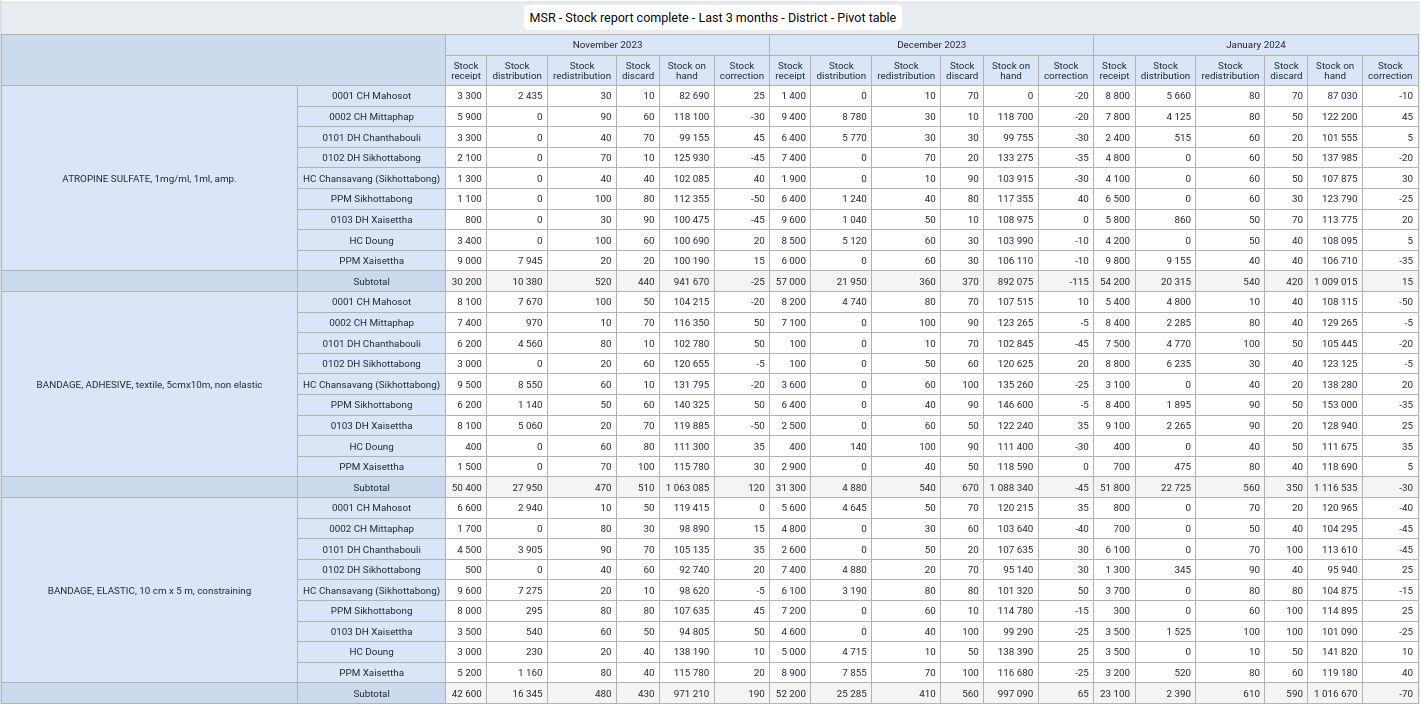 MSR - Stock report complete - Last 3 months - District - Pivot table
November 2023 December 2023 January 2024
Stock receipt Stock distribution Stock redistribution Stock discard Stock on hand Stock correction Stock receipt Stock distribution Stock redistribution Stock discard Stock on hand Stock correction Stock receipt Stock distribution Stock redistribution Stock discard Stock on hand Stock correction
ATROPINE SULFATE, 1mg/ml, 1ml, amp.
0001 CH Mahosot 3 300 2 435 30 10 82 690 25 1 400 0 10 70 0 -20 8 800 5 660 80 70 87 030 -10
0002 CH Mittaphap 5 900 0 90 60 118 100 -30 9 400 8 780 30 10 118 700 -20 7 800 4 125 80 50 122 200 45
0101 DH Chanthabouli 3 300 0 40 70 99 155 45 6 400 5 770 30 30 99 755 -30 2 400 515 60 20 101 555 5
0102 DH Sikhottabong 2 100 0 70 10 125 930 -45 7 400 0 70 20 133 275 -35 4 800 0 60 50 137 985 -20
HC Chansavang (Sikhottabong) 1 300 0 40 40 102 085 40 1 900 0 10 90 103 915 -30 4 100 0 60 50 107 875 30
PPM Sikhottabong 1 100 0 100 80 112 355 -50 6 400 1 240 40 80 117 355 40 6 500 0 60 30 123 790 -25
0103 DH Xaisettha 800 0 30 90 100 475 -45 9 600 1 040 50 10 108 975 0 5 800 860 50 70 113 775 20
HC Doung 3 400 0 100 60 100 690 20 8 500 5 120 60 30 103 990 -10 4 200 0 50 40 108 095 5
PPM Xaisettha 9 000 7 945 20 20 100 190 15 6 000 0 60 30 106 110 -10 9 800 9 155 40 40 106 710 -35
Subtotal 30 200 10 380 520 440 941 670 -25 57 000 21 950 360 370 892 075 -115 54 200 20 315 540 420 1 009 015 15
BANDAGE, ADHESIVE, textile, 5cmx10m, non elastic
0001 CH Mahosot 8 100 7 670 100 50 104 215 -20 8 200 4 740 80 70 107 515 10 5 400 4 800 10 40 108 115 -50
0002 CH Mittaphap 7 400 970 10 70 116 350 50 7 100 0 100 90 123 265 -5 8 400 2 285 80 40 129 265 -5
0101 DH Chanthabouli 6 200 4 560 80 10 102 780 50 100 0 10 70 102 845 -45 7 500 4 770 100 50 105 445 -20
0102 DH Sikhottabong 3 000 0 20 60 120 655 -5 100 0 50 60 120 625 20 8 800 6 235 30 40 123 125 -5
HC Chansavang (Sikhottabong) 9 500 8 550 60 10 131 795 -20 3 600 0 60 100 135 260 -25 3 100 0 40 20 138 280 20
PPM Sikhottabong 6 200 1 140 50 60 140 325 50 6 400 0 40 90 146 600 -5 8 400 1 895 90 50 153 000 -35
0103 DH Xaisettha 8 100 5 060 20 70 119 885 -50 2 500 0 60 50 122 240 35 9 100 2 265 90 20 128 940 25
HC Doung 400 0 60 80 111 300 35 400 140 100 90 111 400 -30 400 0 40 50 111 675 35
PPM Xaisettha 1 500 0 70 100 115 780 30 2 900 0 40 50 118 590 0 700 475 80 40 118 690 5
Subtotal 50 400 27 950 470 510 1 063 085 120 31 300 4 880 540 670 1 088 340 -45 51 800 22 725 560 350 1 116 535 -30
BANDAGE, ELASTIC, 10 cm x 5 m, constraining
0001 CH Mahosot 6 600 2 940 10 50 119 415 0 5 600 4 645 50 70 120 215 35 800 0 70 20 120 965 -40
0002 CH Mittaphap 1 700 0 80 30 98 890 15 4 800 0 30 60 103 640 -40 700 0 50 40 104 295 -45
0101 DH Chanthabouli 4 500 3 905 90 70 105 135 35 2 600 0 50 20 107 635 30 6 100 0 70 100 113 610 -45
0102 DH Sikhottabong 500 0 40 60 92 740 20 7 400 4 880 20 70 95 140 30 1 300 345 90 40 95 940 25
HC Chansavang (Sikhottabong) 9 600 7 275 20 10 98 620 -5 6 100 3 190 80 80 101 320 50 3 700 0 80 80 104 875 -15
PPM Sikhottabong 8 000 295 80 80 107 635 45 7 200 0 60 10 114 780 -15 300 0 60 100 114 895 25
0103 DH Xaisettha 3 500 540 60 50 94 805 50 4 600 0 40 100 99 290 -25 3 500 1 525 100 100 101 090 -25
HC Doung 3 000 230 20 40 138 190 10 5 000 4 715 10 50 138 390 25 3 500 0 10 50 141 820 10
PPM Xaisettha 5 200 1 160 80 40 115 780 20 8 900 7 855 70 100 116 680 -25 3 200 520 80 60 119 180 40
Subtotal 42 600 16 345 480 430 971 210 190 52 200 25 285 410 560 997 090 65 23 100 2 390 610 590 1 016 670 -70